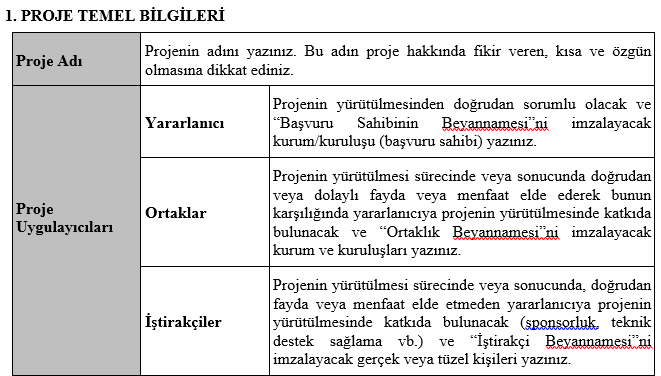 1. PROJE TEMEL BİLGİLERİ
Proje Adı
Projenin adını yazınız. Bu adın proje hakkında fikir veren, kısa ve özgün
olmasına dikkat ediniz.
Proje
Uygulayıcıları
Yararlanıcı
Projenin yürütülmesinden doğrudan sorumlu olacak ve
“Başvuru Sahibinin Beyannamesi”ni imzalayacak
kurum/kuruluşu (başvuru sahibi) yazınız.
Ortaklar
Projenin yürütülmesi sürecinde veya sonucunda doğrudan
veya dolaylı fayda veya menfaat elde ederek bunun
karşılığında yararlanıcıya projenin yürütülmesinde katkıda
bulunacak ve “Ortaklık Beyannamesi”ni imzalayacak
kurum ve kuruluşları yazınız.
İştirakçiler
Projenin yürütülmesi sürecinde veya sonucunda, doğrudan
fayda veya menfaat elde etmeden yararlanıcıya projenin
yürütülmesinde katkıda bulunacak (sponsorluk, teknik
destek sağlama vb.) ve “İştirakçi Beyannamesi”ni
imzalayacak gerçek veya tüzel kişileri yazınız.